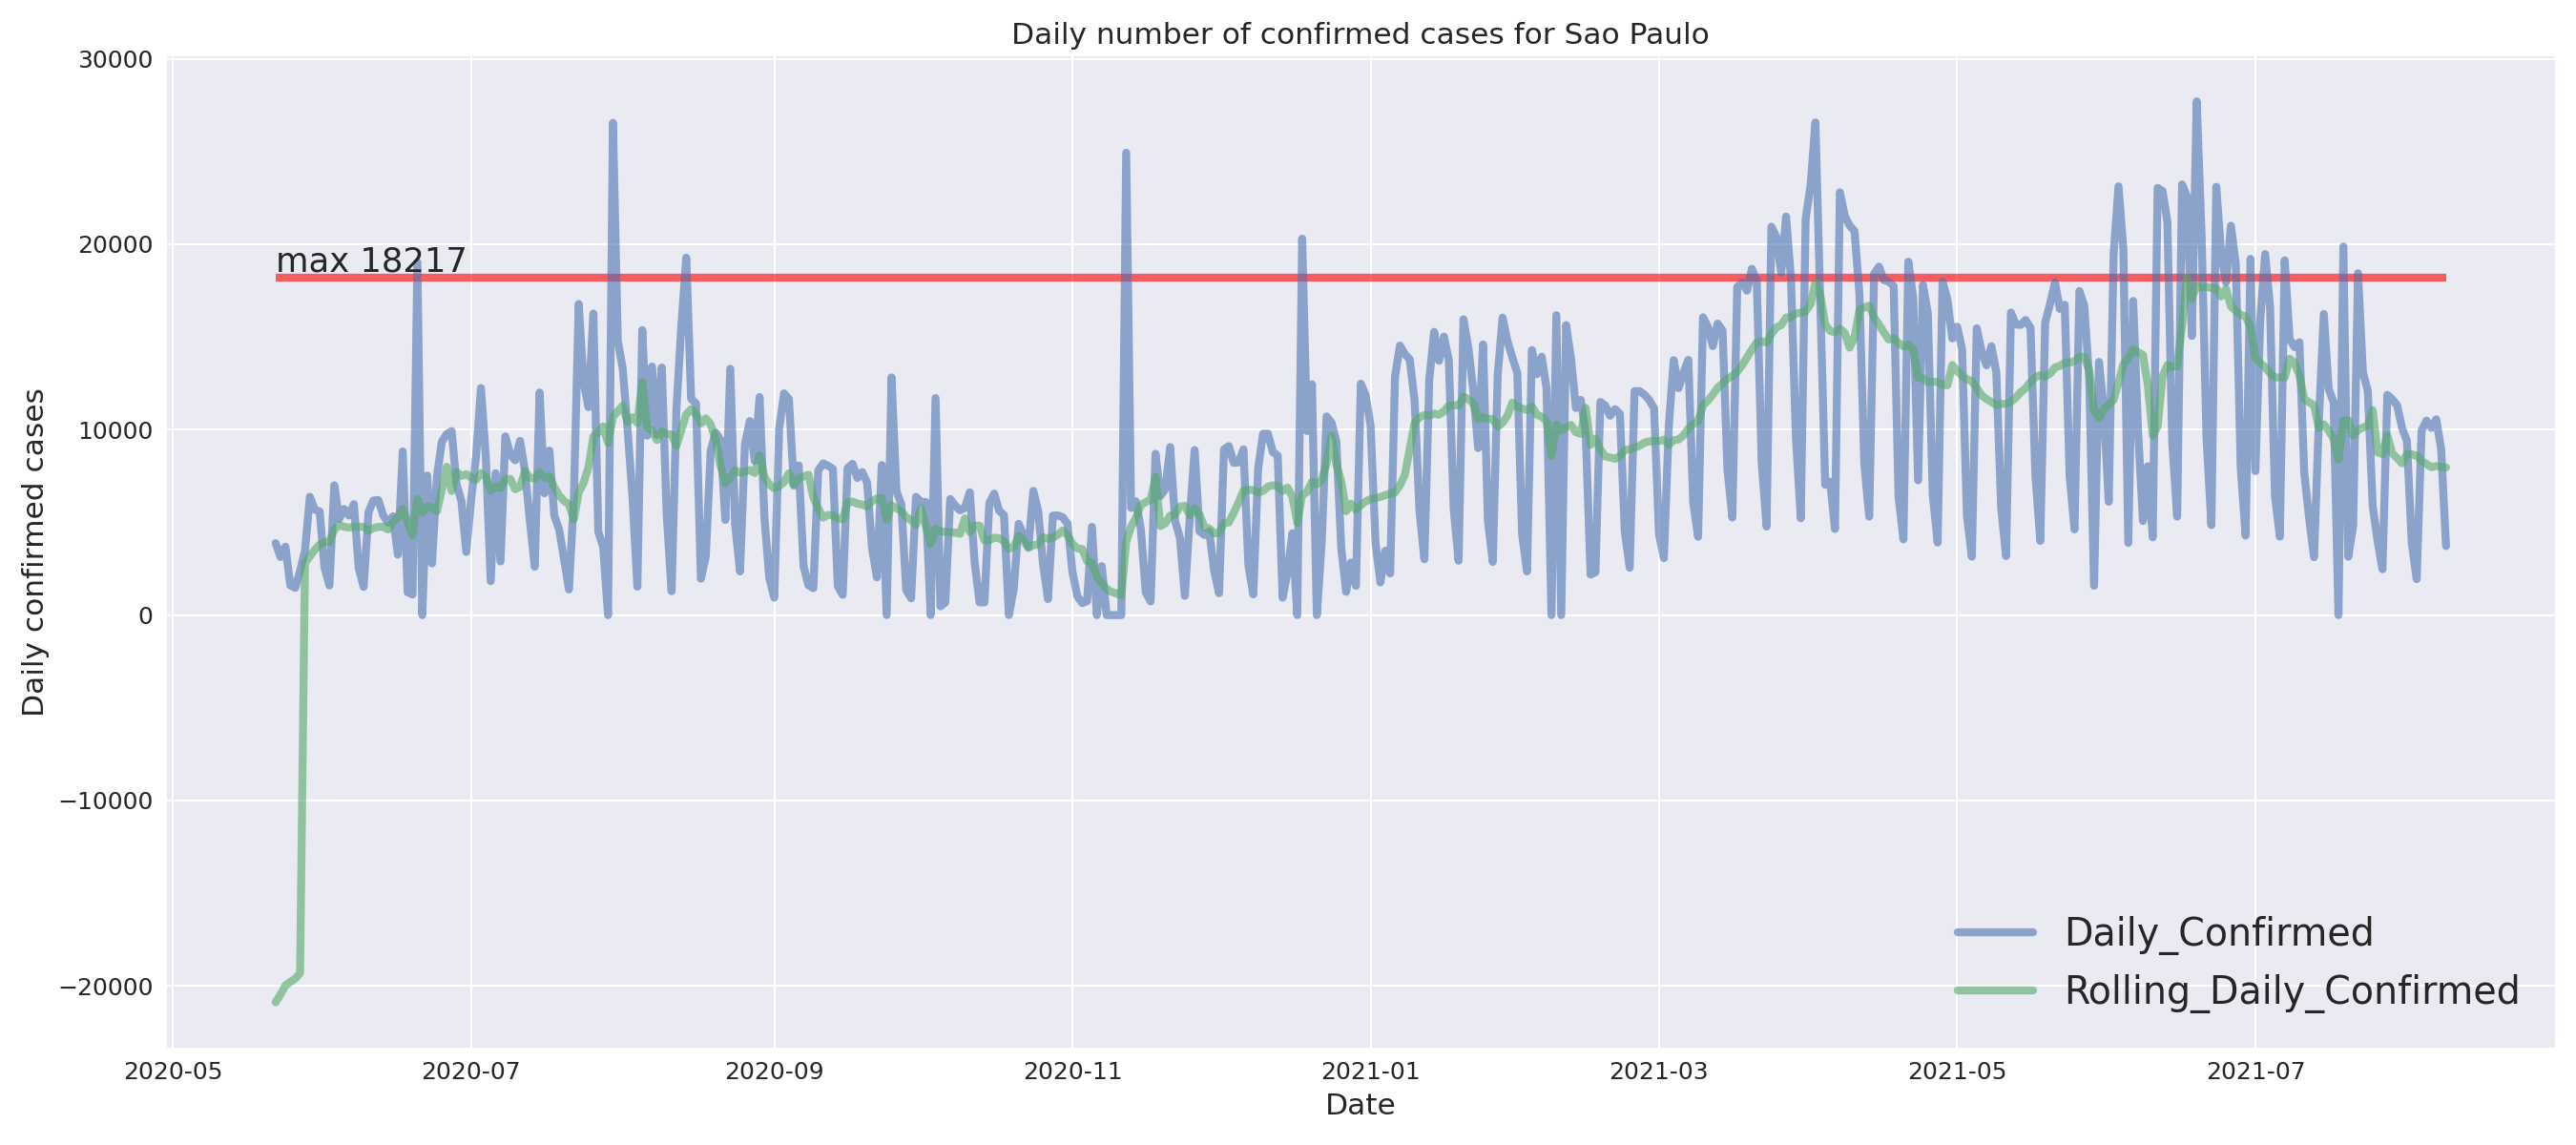 Daily number of confirmed cases for Sao Paulo
30000
20000
10000
0
−10000
−20000
Daily confirmed cases
max 18217
Daily_Confirmed
Rolling_Daily_Confirmed
2020-05 2020-07 2020-09 2020-11 2021-01 2021-03 2021-05 2021-07
Date